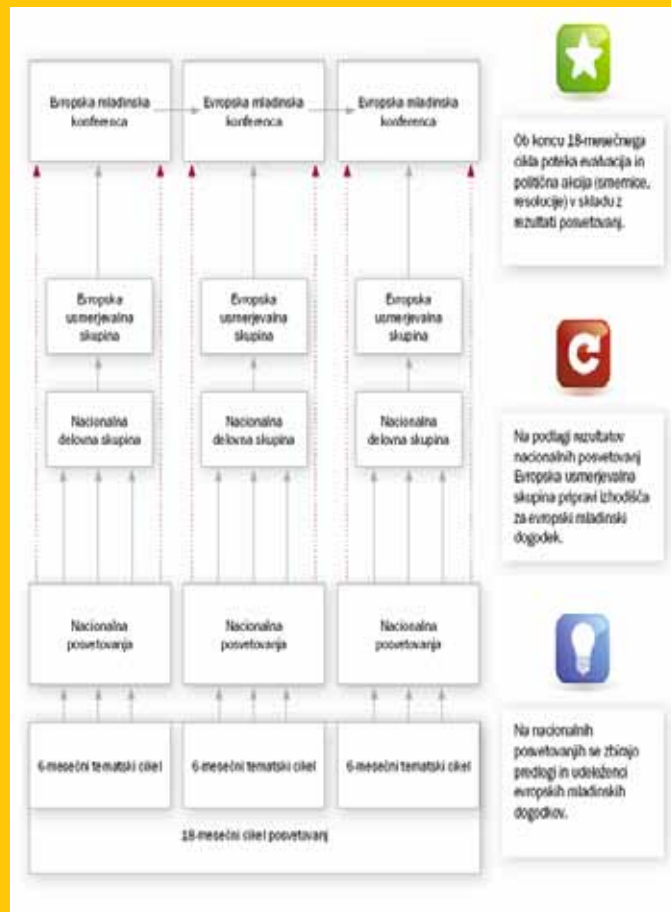 Evropska mladinska
konferenca
Evropska mladinska
konferenca
Evropska mladinska
konferenca
Evropska
usmerjevalna
skupina
Evropska
usmerjevalna
skupina
Evropska
usmerjevalna
skupina
Nacionalna
delovna skupina
Nacionalna
delovna skupina
Nacionalna
delovna skupina
Nacionalna
posvetovanja
Nacionalna
posvetovanja
Nacionalna
posvetovanja
6-mesečni tematski cikel
6-mesečni tematski cikel
6-mesečni tematski cikel
18-mesečni cikel posvetovanj
Ob koncu 18-mesečnega
cikla poteka evalvacija in
politična akcija (smernice,
resolucije) v skladu z
rezultati posvetovanj.
Na podlagi rezultatov
nacionalnih posvetovanj
Evropska usmerjevalna
skupina pripravi izhodišča
za evropski mladinski
dogodek.
Na nacionalnih
posvetovanjih se zbirajo
predlogi in udeleženci
evropskih mladinskih
dogodkov.